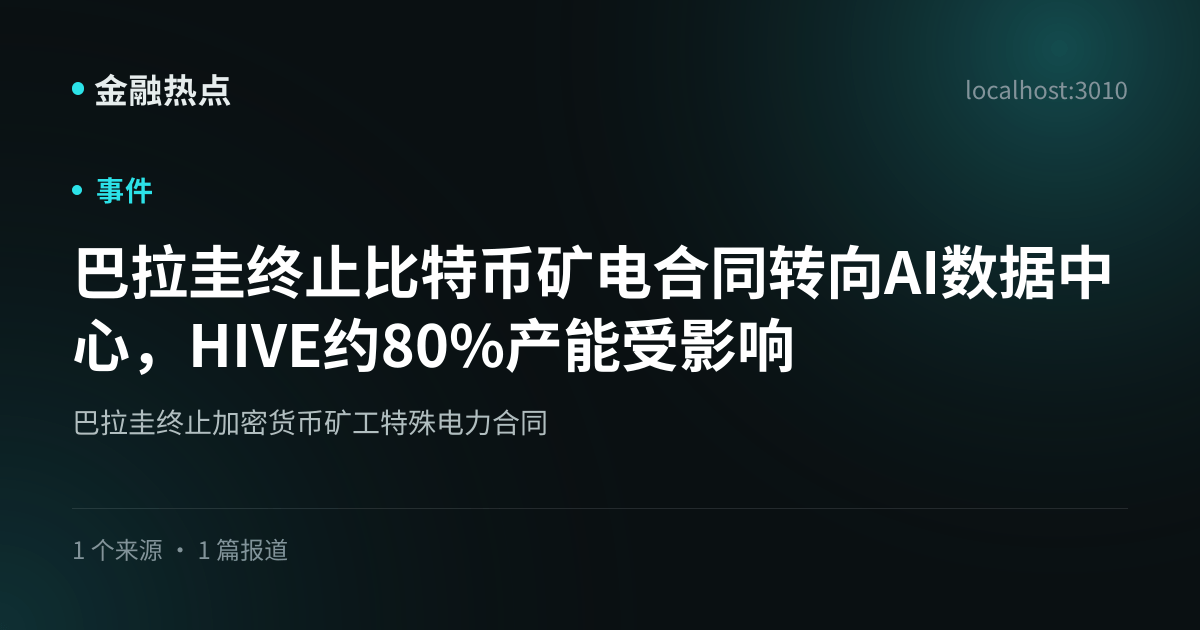 金融热点
localhost:3010
事件
巴拉圭终止比特币矿电合同转向AI数据中
心，HIVE约80%产能受影响
巴拉圭终止加密货币矿工特殊电力合同
1 个来源 · 1 篇报道